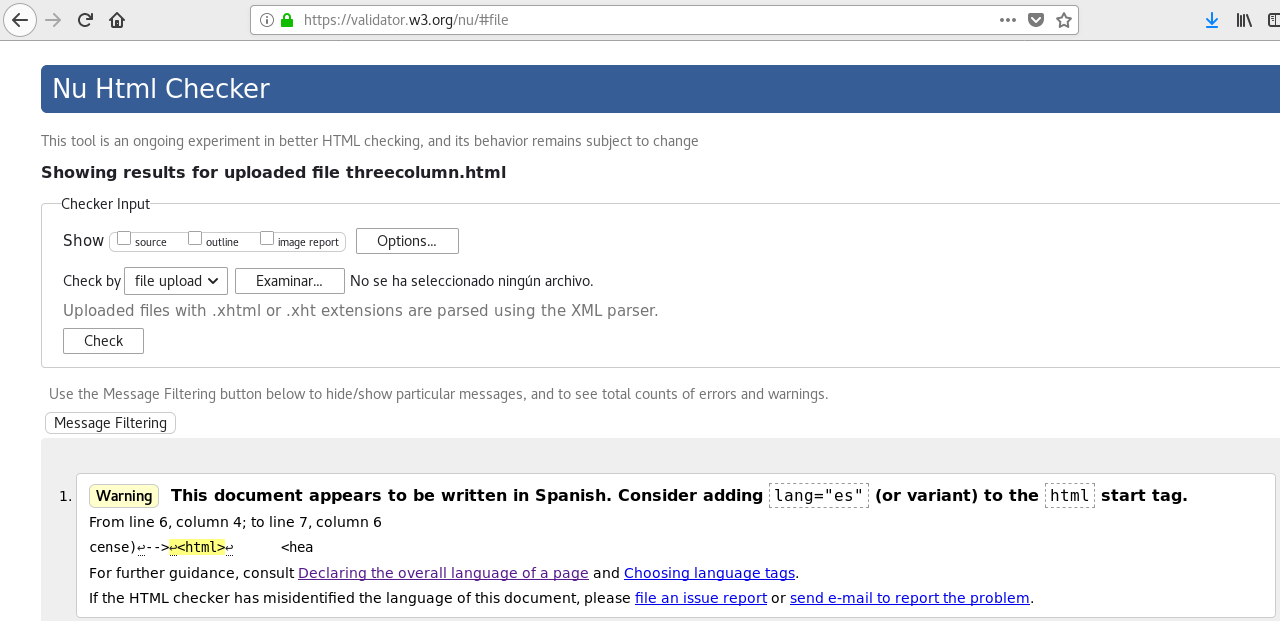 https://validator.w3.org/nu/#file
Nu Html Checker
This tool is an ongoing experiment in better HTML checking, and its behavior remains subject to change
Showing results for uploaded file threecolumn.html
Checker Input
Show source outline image report Options...
Check by file upload Examinar... No se ha seleccionado ningún archivo.
Uploaded files with .xhtml or .xht extensions are parsed using the XML parser.
Check
Use the Message Filtering button below to hide/show particular messages, and to see total counts of errors and warnings.
Message Filtering
1. Warning This document appears to be written in Spanish. Consider adding lang="es" (or variant) to the html start tag.
From line 6, column 4; to line 7, column 6
cense)↩-->↩<html>↩ <hea
For further guidance, consult Declaring the overall language of a page and Choosing language tags.
If the HTML checker has misidentified the language of this document, please file an issue report or send e-mail to report the problem.